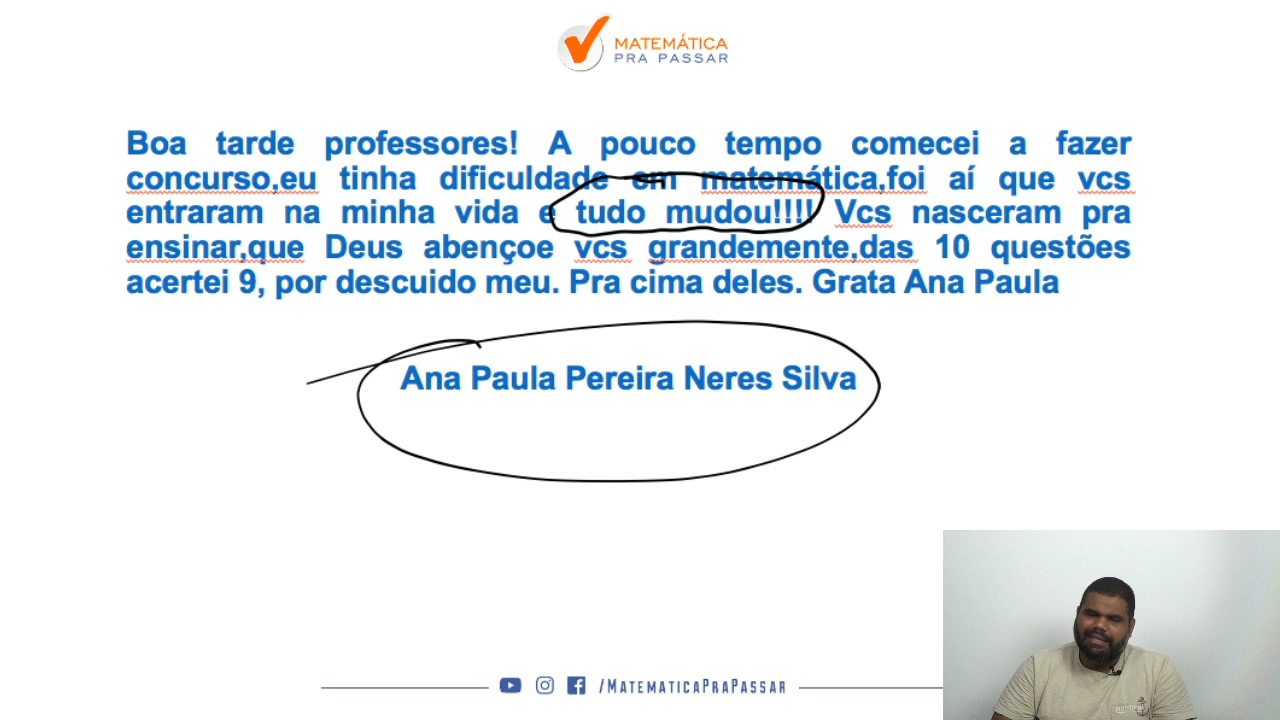 MATEMÁTICA
PRA PASSAR
Boa tarde professores! A pouco tempo comecei a fazer
concurso,eu tinha dificuldade em matemática,foi aí que vcs
entraram na minha vida e tudo mudou!!!! Vcs nasceram pra
ensinar,que Deus abençoe vcs grandemente,das 10 questões
acertei 9, por descuido meu. Pra cima deles. Grata Ana Paula
Ana Paula Pereira Neres Silva
/MATEMATICAPRAPASSAR